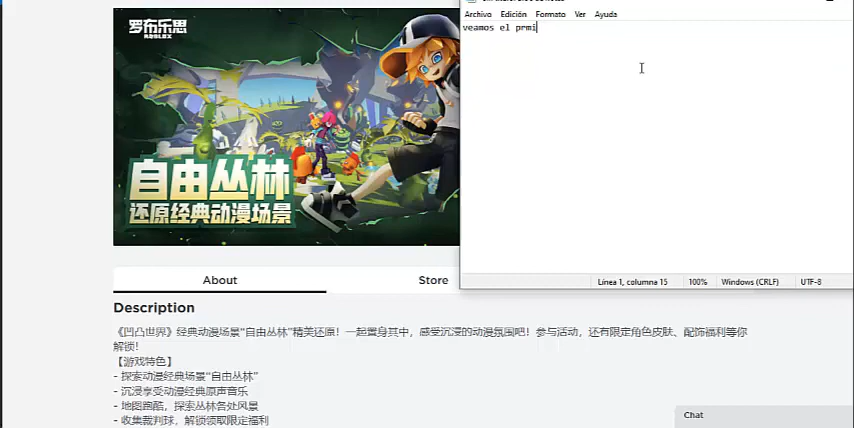 罗布乐思
ROBLOX
自由丛林
还原经典动漫场景
Archivo Edición Formato Ver Ayuda
veamos el prmi
Línea 1, columna 15 100% Windows (CRLF) UTF-8
About Store
Description
《凹凸世界》经典动漫场景“自由丛林”精美还原！一起置身其中，感受沉浸的动漫氛围吧！参与活动，还有限定角色皮肤、配饰福利等你
解锁！
【游戏特色】
- 探索动漫经典场景“自由丛林”
- 沉浸享受动漫经典原声音乐
- 地图跑酷，探索丛林各处风景
- 收集裁判球，解锁领取限定福利
Chat